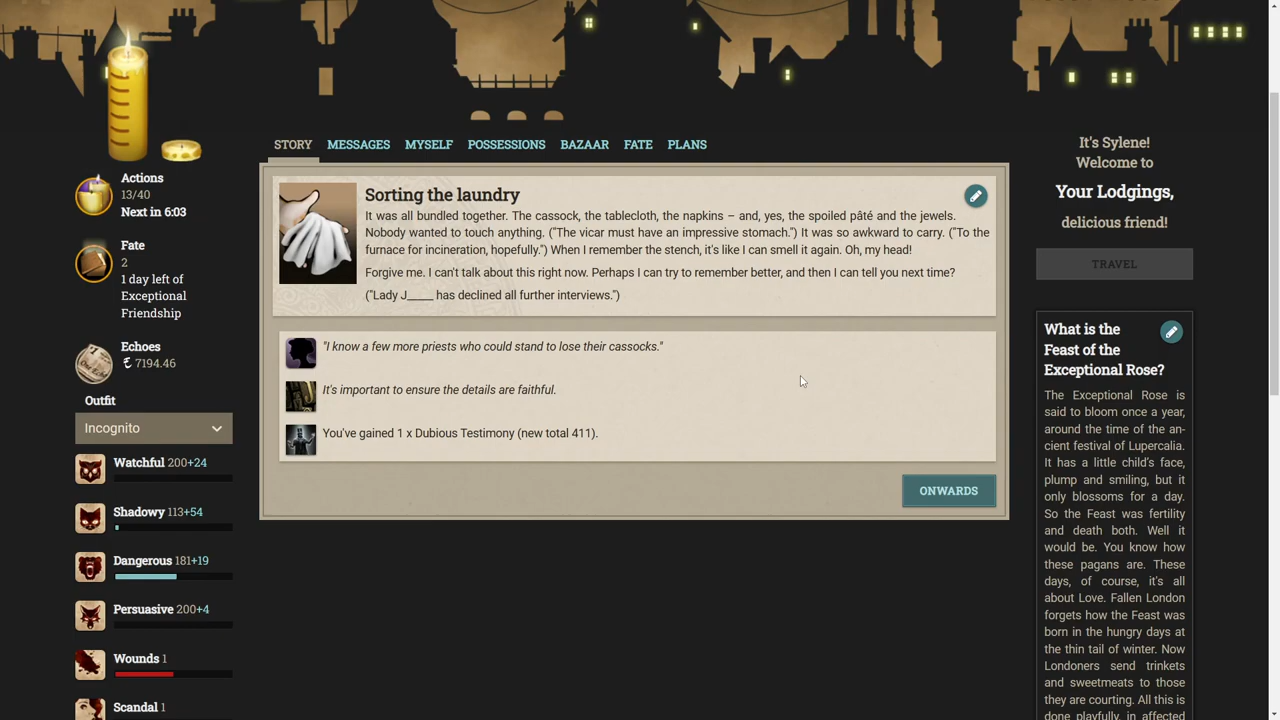 Actions
13/40
Next in 6:03
Fate
2
1 day left of
Exceptional
Friendship
Echoes
7194.46
Outfit
Incognito
Watchful 200+24
Shadowy 113+54
Dangerous 181+19
Persuasive 200+4
Wounds 1
Scandal 1
STORY MESSAGES MYSELF POSSESSIONS BAZAAR FATE PLANS
Sorting the laundry
It was all bundled together. The cassock, the tablecloth, the napkins – and, yes, the spoiled pâté and the jewels.
Nobody wanted to touch anything. ("The vicar must have an impressive stomach.") It was so awkward to carry. ("To the
furnace for incineration, hopefully.") When I remember the stench, it's like I can smell it again. Oh, my head!
Forgive me. I can't talk about this right now. Perhaps I can try to remember better, and then I can tell you next time?
("Lady J_____ has declined all further interviews.")
"I know a few more priests who could stand to lose their cassocks."
It's important to ensure the details are faithful.
You've gained 1 x Dubious Testimony (new total 411).
ONWARDS
It's Sylene!
Welcome to
Your Lodgings,
delicious friend!
TRAVEL
What is the
Feast of the
Exceptional Rose?
The Exceptional Rose is
said to bloom once a year,
around the time of the an-
cient festival of Lupercalia.
It has a little child's face,
plump and smiling, but it
only blossoms for a day.
So the Feast was fertility
and death both. Well it
would be. You know how
these pagans are. These
days, of course, it's all
about Love. Fallen London
forgets how the Feast was
born in the hungry days at
the thin tail of winter. Now
Londoners send trinkets
and sweetmeats to those
they are courting. All this is
done playfully, in affected